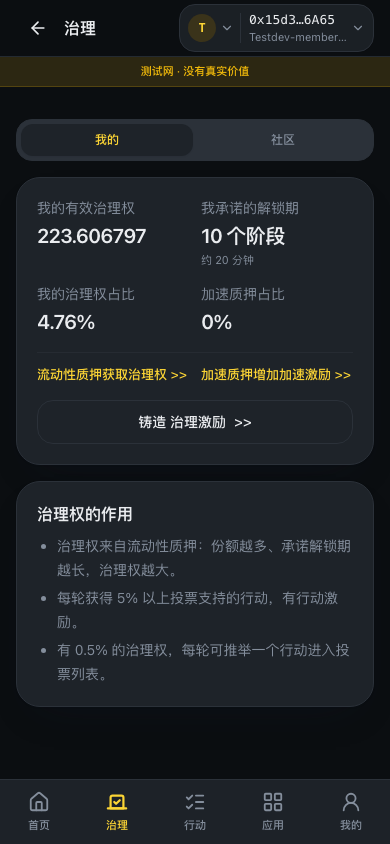 治理
T
0x15d3…6A65
Testdev-member...
测试网 · 没有真实价值
我的
社区
我的有效治理权
我承诺的解锁期
223.606797
10 个阶段
约 20 分钟
我的治理权占比
加速质押占比
4.76%
0%
流动性质押获取治理权 >>
加速质押增加加速激励 >>
铸造 治理激励 >>
治理权的作用
• 治理权来自流动性质押：份额越多、承诺解锁期
越长，治理权越大。
• 每轮获得 5% 以上投票支持的行动，有行动激
励。
• 有 0.5% 的治理权，每轮可推举一个行动进入投
票列表。
首页
治理
行动
应用
我的